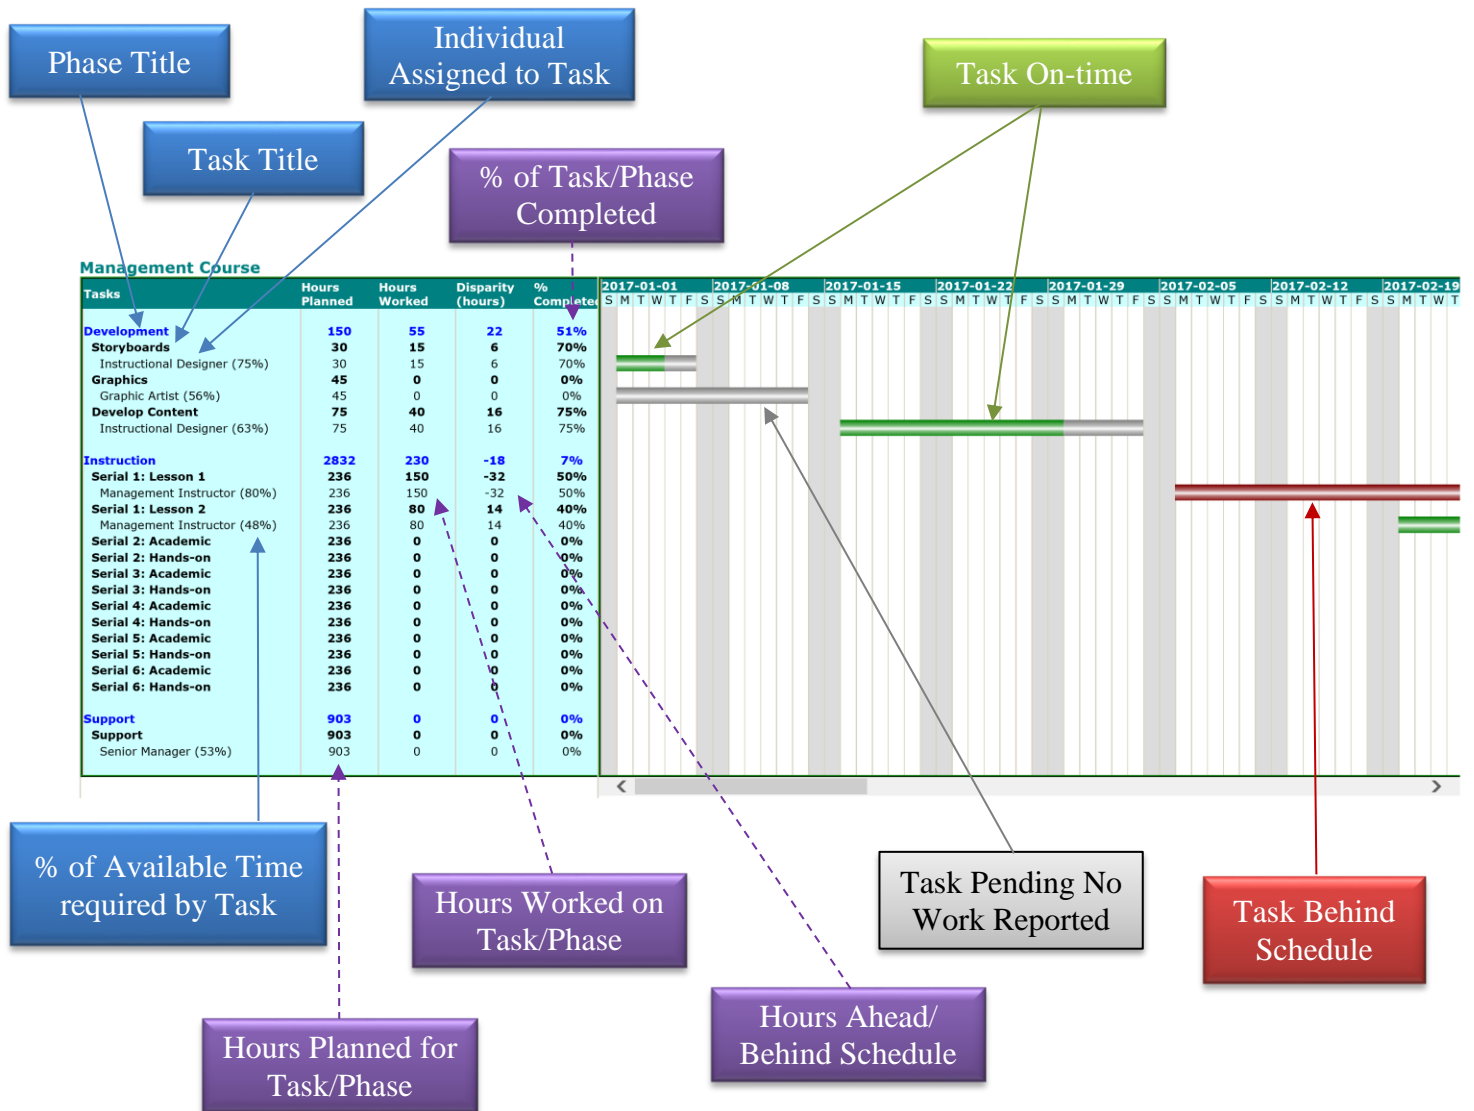 Phase Title
Individual
Assigned to Task
Task On-time
Task Title
% of Task/Phase
Completed
Management Course
Tasks Hours Planned Hours Worked Disparity (hours) % Completed 2017-01-01 2017-01-08 2017-01-15 2017-01-22 2017-01-29 2017-02-05 2017-02-12 2017-02-19
S M T W T F S S M T W T F S S M T W T F S S M T W T F S S M T W T F S S M T W T F S S M T W T F S S M T W T
Development 150 55 22 51%
Storyboards 30 15 6 70%
Instructional Designer (75%) 30 15 6 70%
Graphics 45 0 0 0%
Graphic Artist (56%) 45 0 0 0%
Develop Content 75 40 16 75%
Instructional Designer (63%) 75 40 16 75%
Instruction 2832 230 -18 7%
Serial 1: Lesson 1 236 150 -32 50%
Management Instructor (80%) 236 150 -32 50%
Serial 1: Lesson 2 236 80 14 40%
Management Instructor (48%) 236 80 14 40%
Serial 2: Academic 236 0 0 0%
Serial 2: Hands-on 236 0 0 0%
Serial 3: Academic 236 0 0 0%
Serial 3: Hands-on 236 0 0 0%
Serial 4: Academic 236 0 0 0%
Serial 4: Hands-on 236 0 0 0%
Serial 5: Academic 236 0 0 0%
Serial 5: Hands-on 236 0 0 0%
Serial 6: Academic 236 0 0 0%
Serial 6: Hands-on 236 0 0 0%
Support 903 0 0 0%
Support 903 0 0 0%
Senior Manager (53%) 903 0 0 0%
% of Available Time
required by Task
Hours Worked on
Task/Phase
Task Pending No
Work Reported
Task Behind
Schedule
Hours Ahead/
Behind Schedule
Hours Planned for
Task/Phase